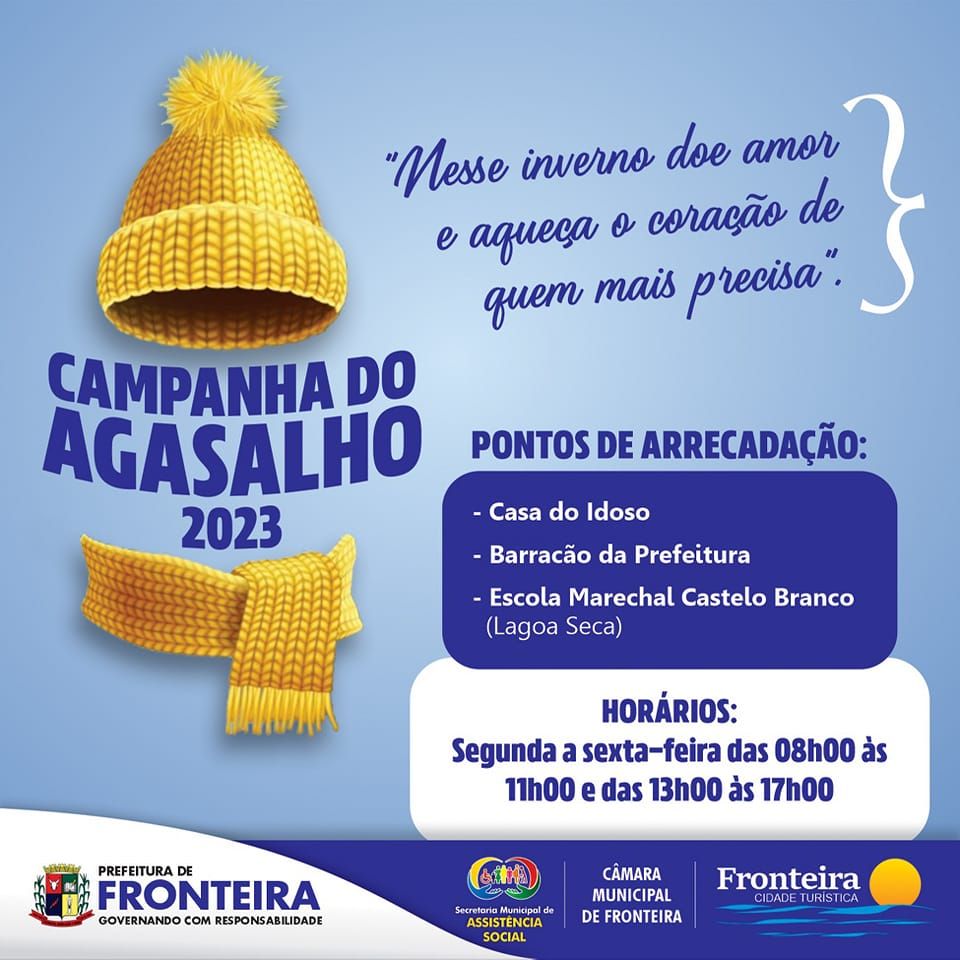 "Nesse inverno doe amor
e aqueça o coração de
quem mais precisa".
CAMPANHA DO
AGASALHO
2023
PONTOS DE ARRECADAÇÃO:
- Casa do Idoso
- Barracão da Prefeitura
- Escola Marechal Castelo Branco
(Lagoa Seca)
HORÁRIOS:
Segunda a sexta-feira das 08h00 às
11h00 e das 13h00 às 17h00
PREFEITURA DE
FRONTEIRA
GOVERNANDO COM RESPONSABILIDADE
Secretaria Municipal de
ASSISTÊNCIA
SOCIAL
CÂMARA
MUNICIPAL
DE FRONTEIRA
Fronteira
CIDADE TURÍSTICA